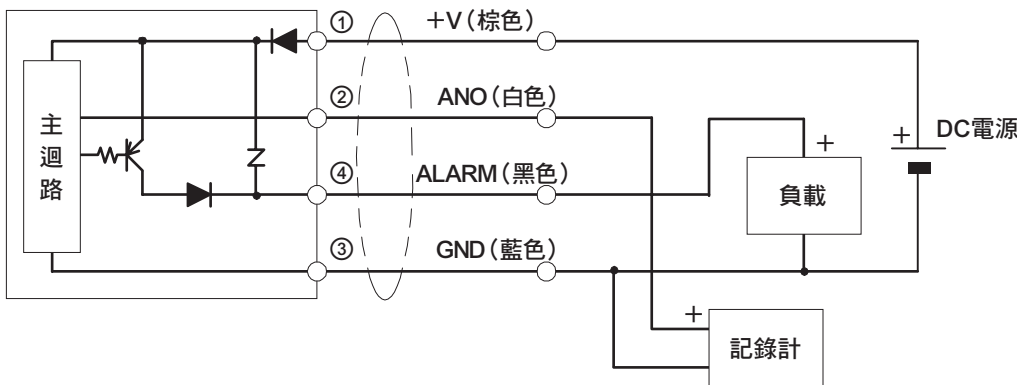 ① +V（棕色）
② ANO（白色）
④ ALARM（黑色）
③ GND（藍色）
主迴路
+ DC電源
+
負載
+
記錄計